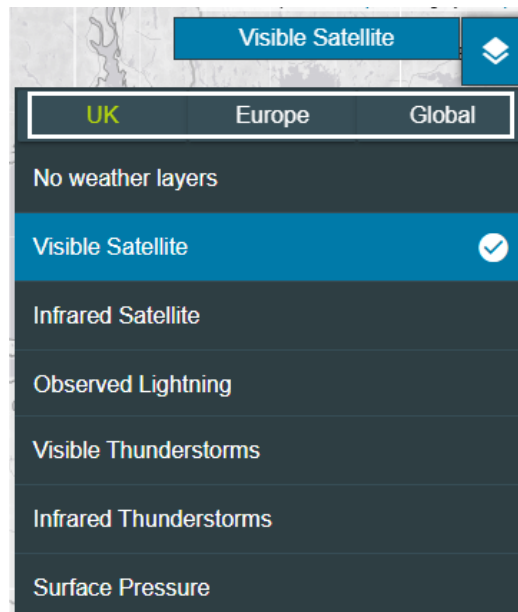 Visible Satellite
UK Europe Global
No weather layers
Visible Satellite
Infrared Satellite
Observed Lightning
Visible Thunderstorms
Infrared Thunderstorms
Surface Pressure